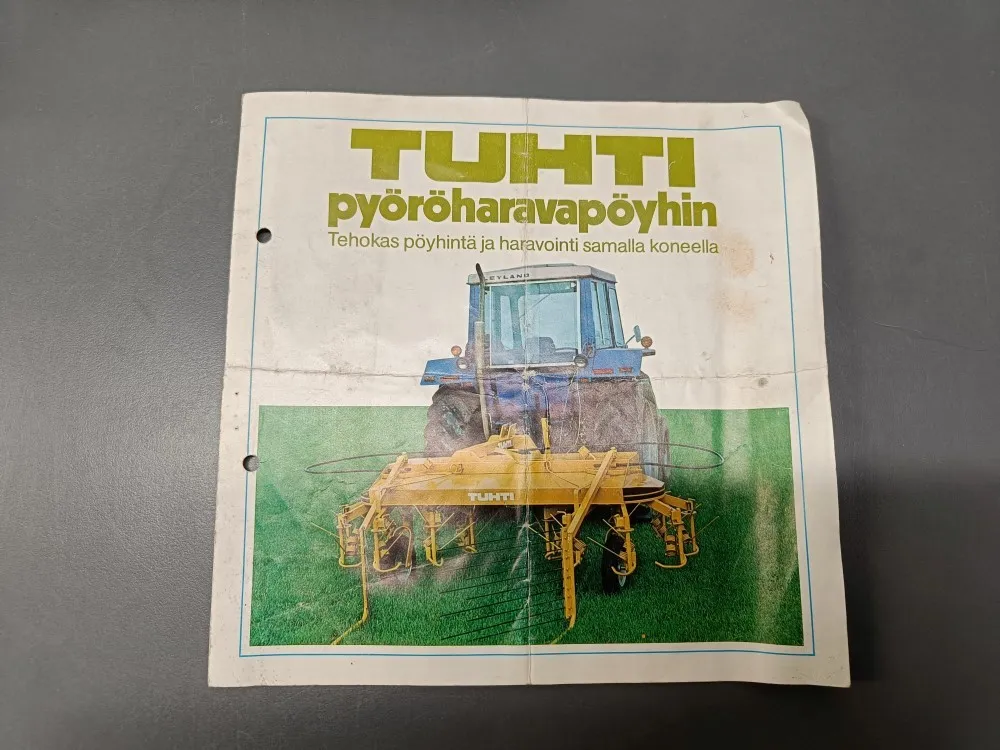 TUHTI
pyöröharavapöyhin
Tehokas pöyhintä ja haravointi samalla koneella
LEYLAND
TUHTI